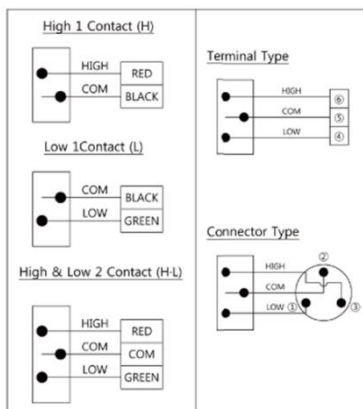 High 1 Contact (H)
HIGH
RED
COM
BLACK
Low 1Contact (L)
COM
BLACK
LOW
GREEN
High & Low 2 Contact (H·L)
HIGH
RED
COM
COM
LOW
GREEN
Terminal Type
HIGH
⑥
COM
⑤
LOW
④
Connector Type
②
HIGH
COM
LOW
①
③